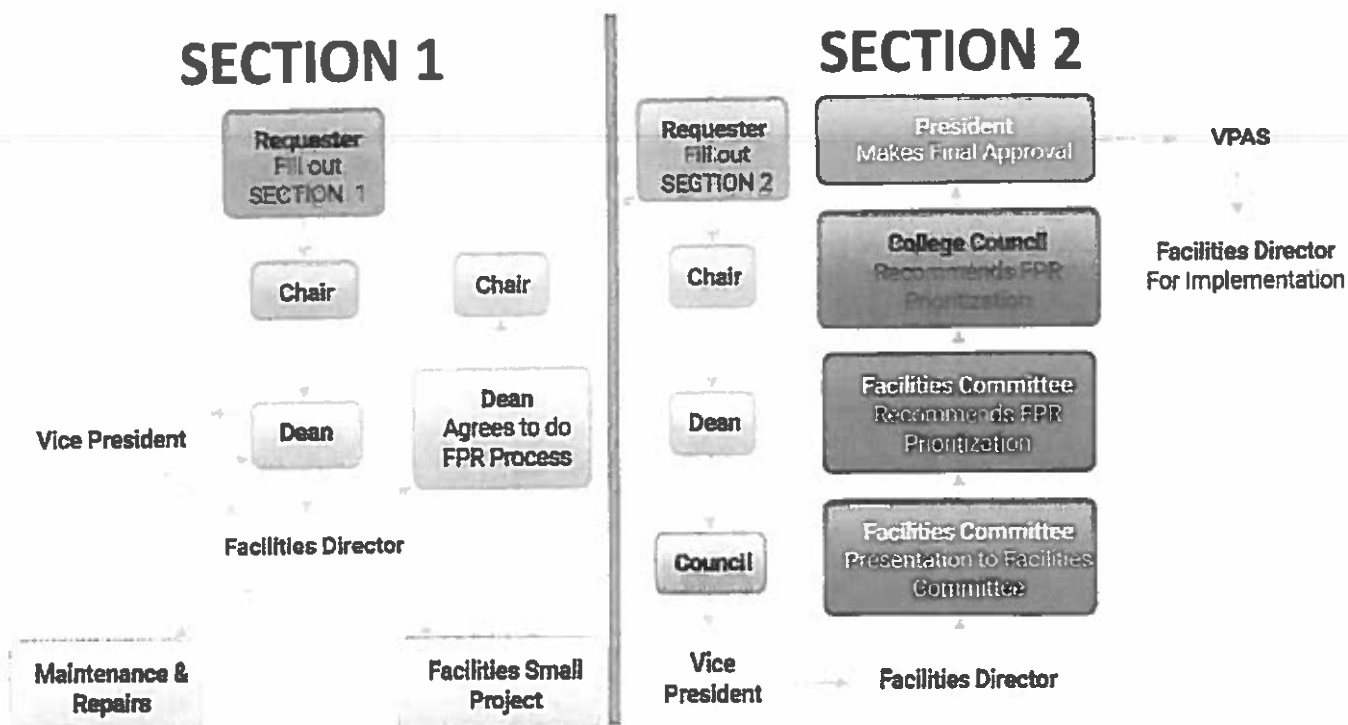 SECTION 1
Requester
Fill out
SECTION 1
Chair
Chair
Vice President
Dean
Dean
Agrees to do
FPR Process
Facilities Director
Maintenance &
Repairs
Facilities Small
Project
SECTION 2
Requester
Fill out
SECTION 2
Chair
Dean
Council
Vice
President
Facilities Director
Facilities Committee
Presentation to Facilities
Committee
Facilities Committee
Recommends FPR
Prioritization
College Council
Recommends FPR
Prioritization
President
Makes Final Approval
VPAS
Facilities Director
For Implementation